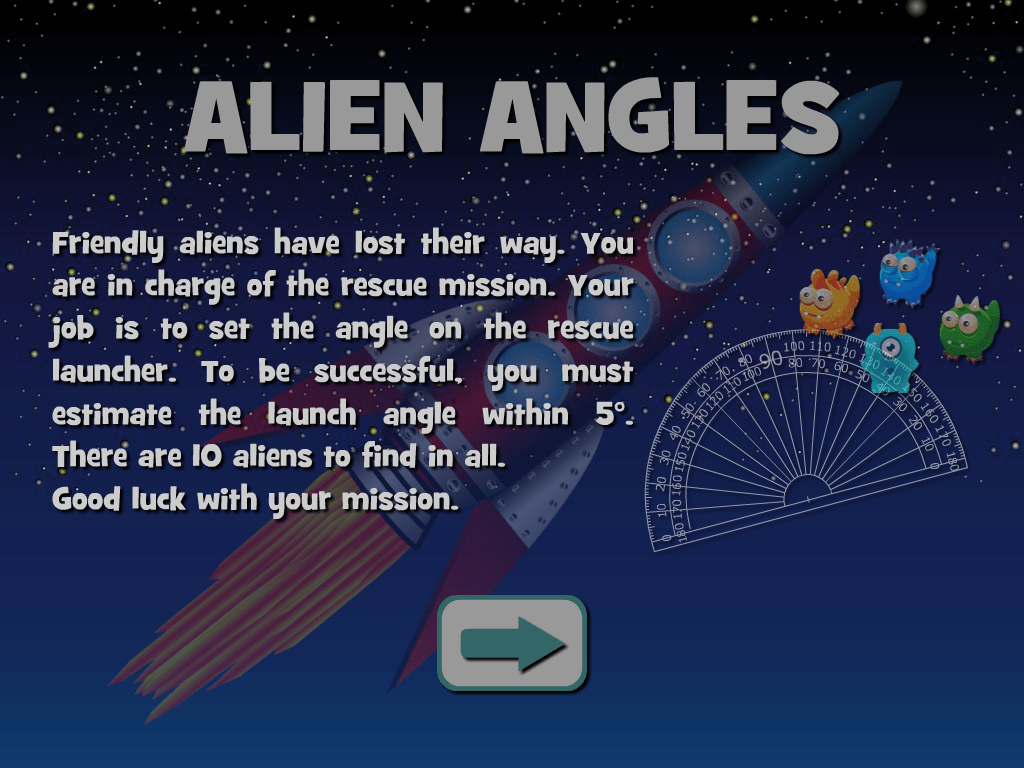 ALIEN ANGLES
Friendly aliens have lost their way. You
are in charge of the rescue mission. Your
job is to set the angle on the rescue
launcher. To be successful, you must
estimate the launch angle within 5°.
There are 10 aliens to find in all.
Good luck with your mission.